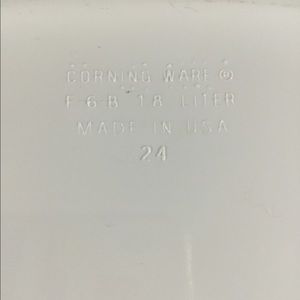 CORNING WARE ®
F-6-B 1.8 LITER
MADE IN USA
24